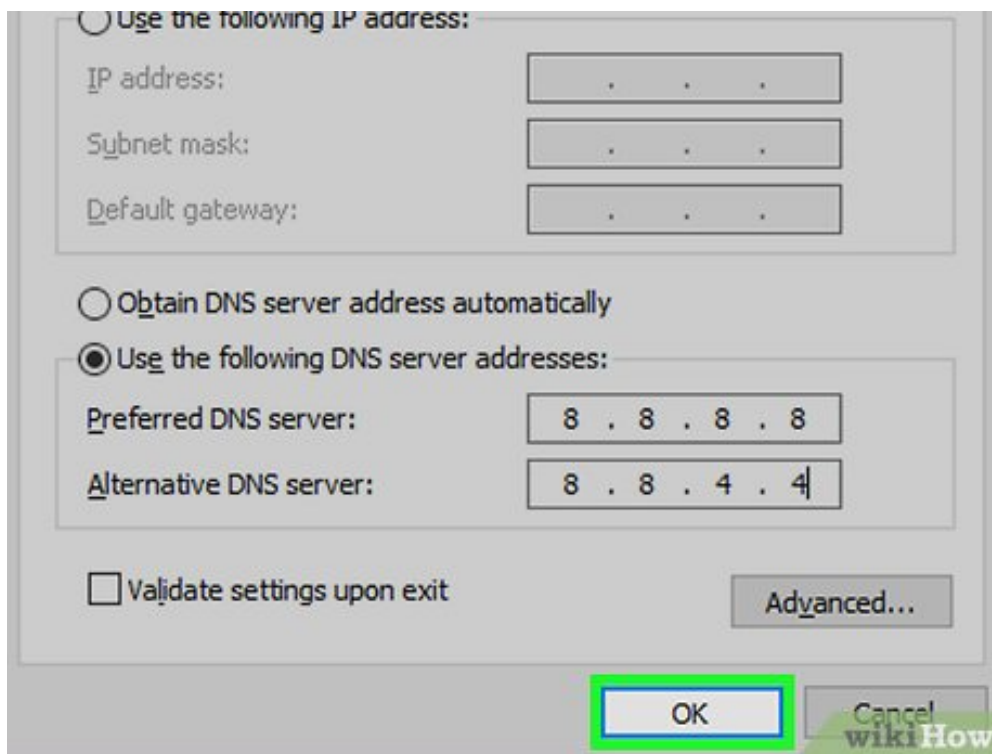 Use the following IP address:
IP address: . . .
Subnet mask: . . .
Default gateway: . . .
Obtain DNS server address automatically
Use the following DNS server addresses:
Preferred DNS server: 8 . 8 . 8 . 8
Alternative DNS server: 8 . 8 . 4 . 4
Validate settings upon exit
Advanced...
OK Cancel
wikiHow